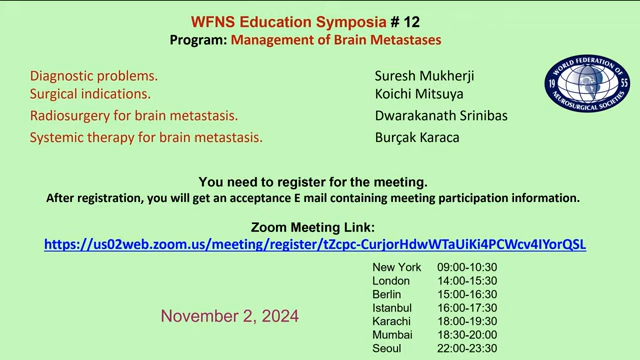 WFNS Education Symposia # 12
Program: Management of Brain Metastases
Diagnostic problems. Suresh Mukherji
Surgical indications. Koichi Mitsuya
Radiosurgery for brain metastasis. Dwarakanath Srinibas
Systemic therapy for brain metastasis. Burçak Karaca
WORLD FEDERATION OF
19 55
NEUROSURGICAL SOCIETIES
You need to register for the meeting.
After registration, you will get an acceptance E mail containing meeting participation information.
Zoom Meeting Link:
https://us02web.zoom.us/meeting/register/tZcpc-CurjorHdwWTaUiKi4PCWcv4IYorQSL
New York 09:00-10:30
London 14:00-15:30
Berlin 15:00-16:30
Istanbul 16:00-17:30
Karachi 18:00-19:30
Mumbai 18:30-20:00
Seoul 22:00-23:30
November 2, 2024